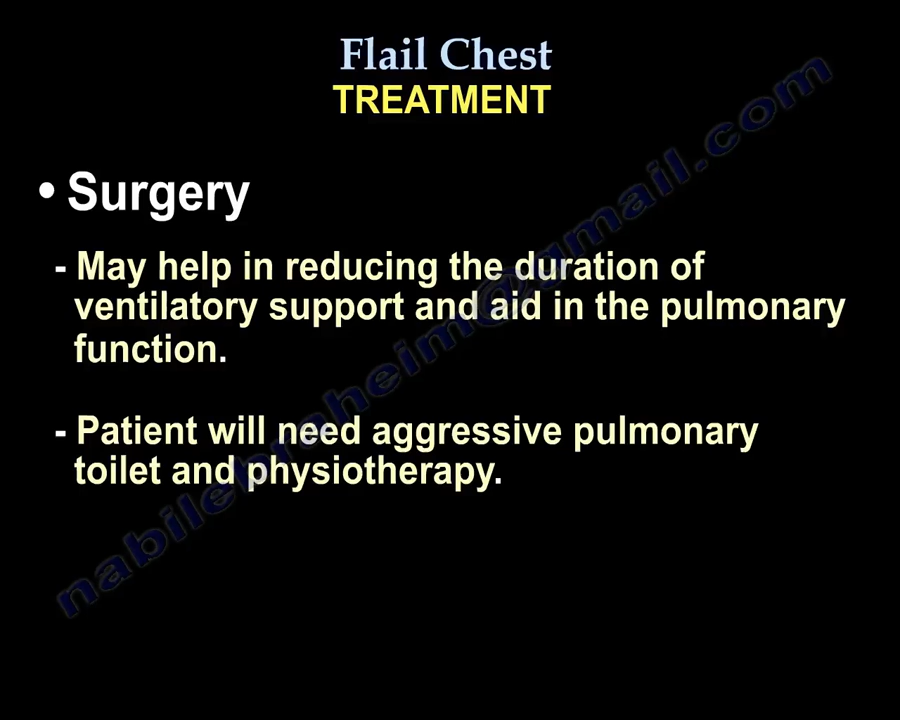 Flail Chest
TREATMENT
• Surgery
- May help in reducing the duration of
ventilatory support and aid in the pulmonary
function.
- Patient will need aggressive pulmonary
toilet and physiotherapy.
nabilebraheim@gmail.com